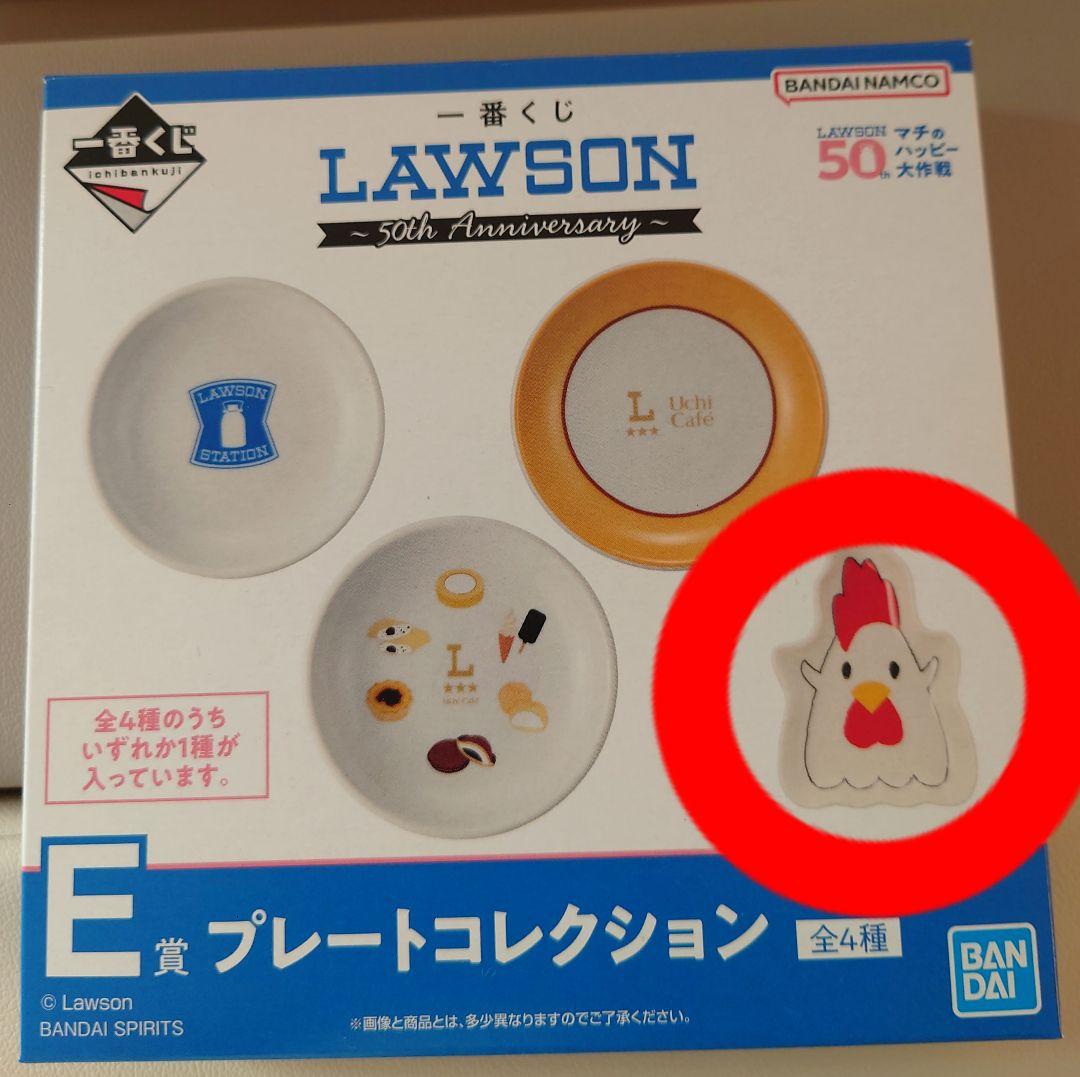 BANDAI NAMCO
一番くじ
ichibankuji
一番くじ
LAWSON
~ 50th Anniversary ~
LAWSON
50th
マチの
ハッピー
大作戦
LAWSON
STATION
L
Uchi
Café
L
Uchi Café
全4種のうち
いずれか1種が
入っています。
E賞 プレートコレクション 全4種
BAN
DAI
© Lawson
BANDAI SPIRITS
※画像と商品とは、多少異なりますのでご了承ください。